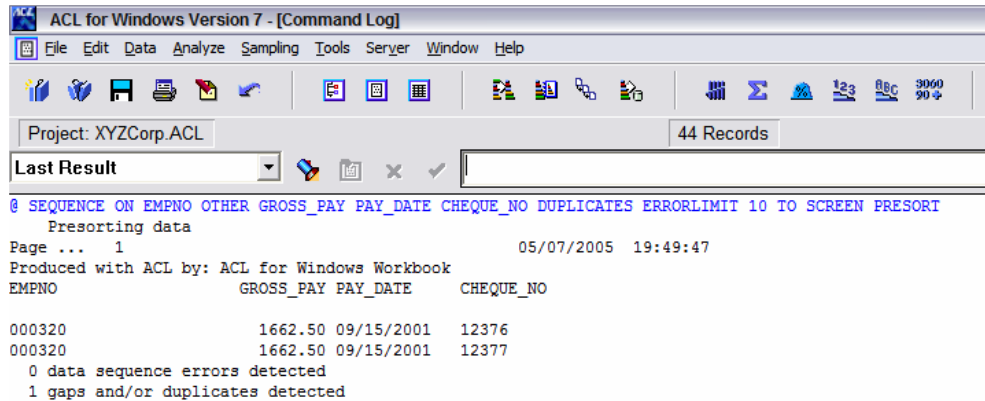 ACL for Windows Version 7 - [Command Log]
File Edit Data Analyze Sampling Tools Server Window Help
Project: XYZCorp.ACL 44 Records
Last Result
@ SEQUENCE ON EMPNO OTHER GROSS_PAY PAY_DATE CHEQUE_NO DUPLICATES ERRORLIMIT 10 TO SCREEN PRESORT
Presorting data
Page ... 1 05/07/2005 19:49:47
Produced with ACL by: ACL for Windows Workbook
EMPNO GROSS_PAY PAY_DATE CHEQUE_NO
000320 1662.50 09/15/2001 12376
000320 1662.50 09/15/2001 12377
0 data sequence errors detected
1 gaps and/or duplicates detected